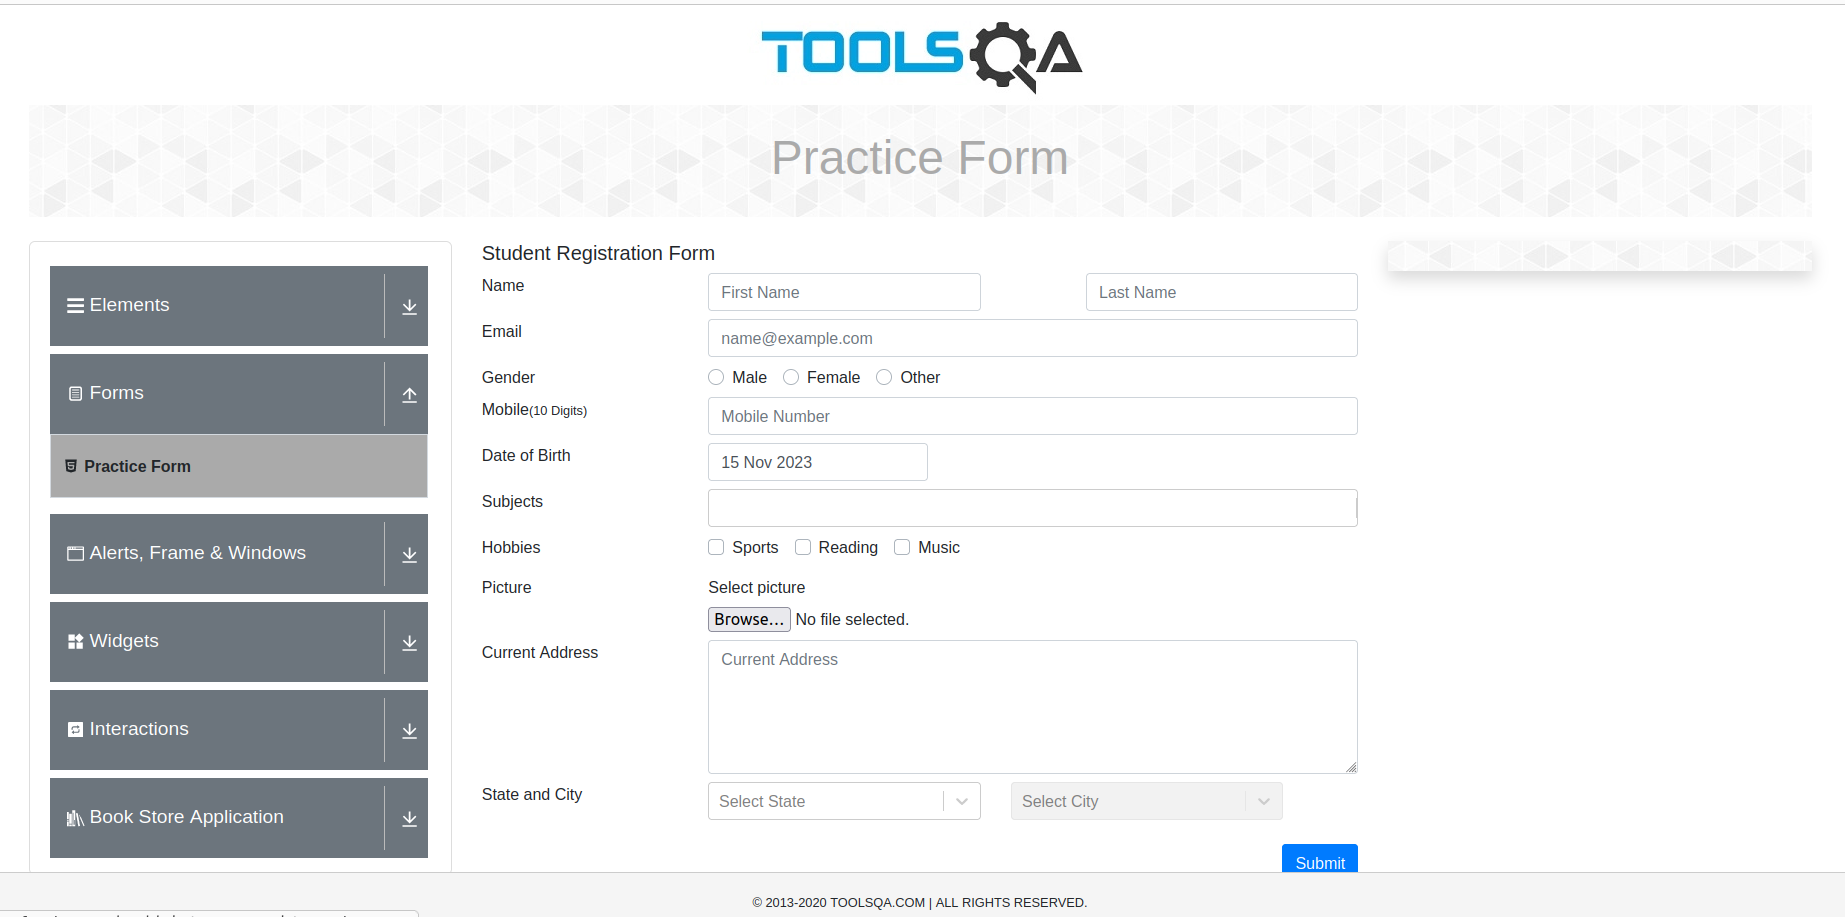 TOOLSQA
Practice Form
Elements
Forms
Practice Form
Alerts, Frame & Windows
Widgets
Interactions
Book Store Application
Student Registration Form
Name
First Name
Last Name
Email
name@example.com
Gender
Male
Female
Other
Mobile(10 Digits)
Mobile Number
Date of Birth
15 Nov 2023
Subjects
Hobbies
Sports
Reading
Music
Picture
Select picture
Browse...
No file selected.
Current Address
Current Address
State and City
Select State
Select City
Submit
© 2013-2020 TOOLSQA.COM | ALL RIGHTS RESERVED.